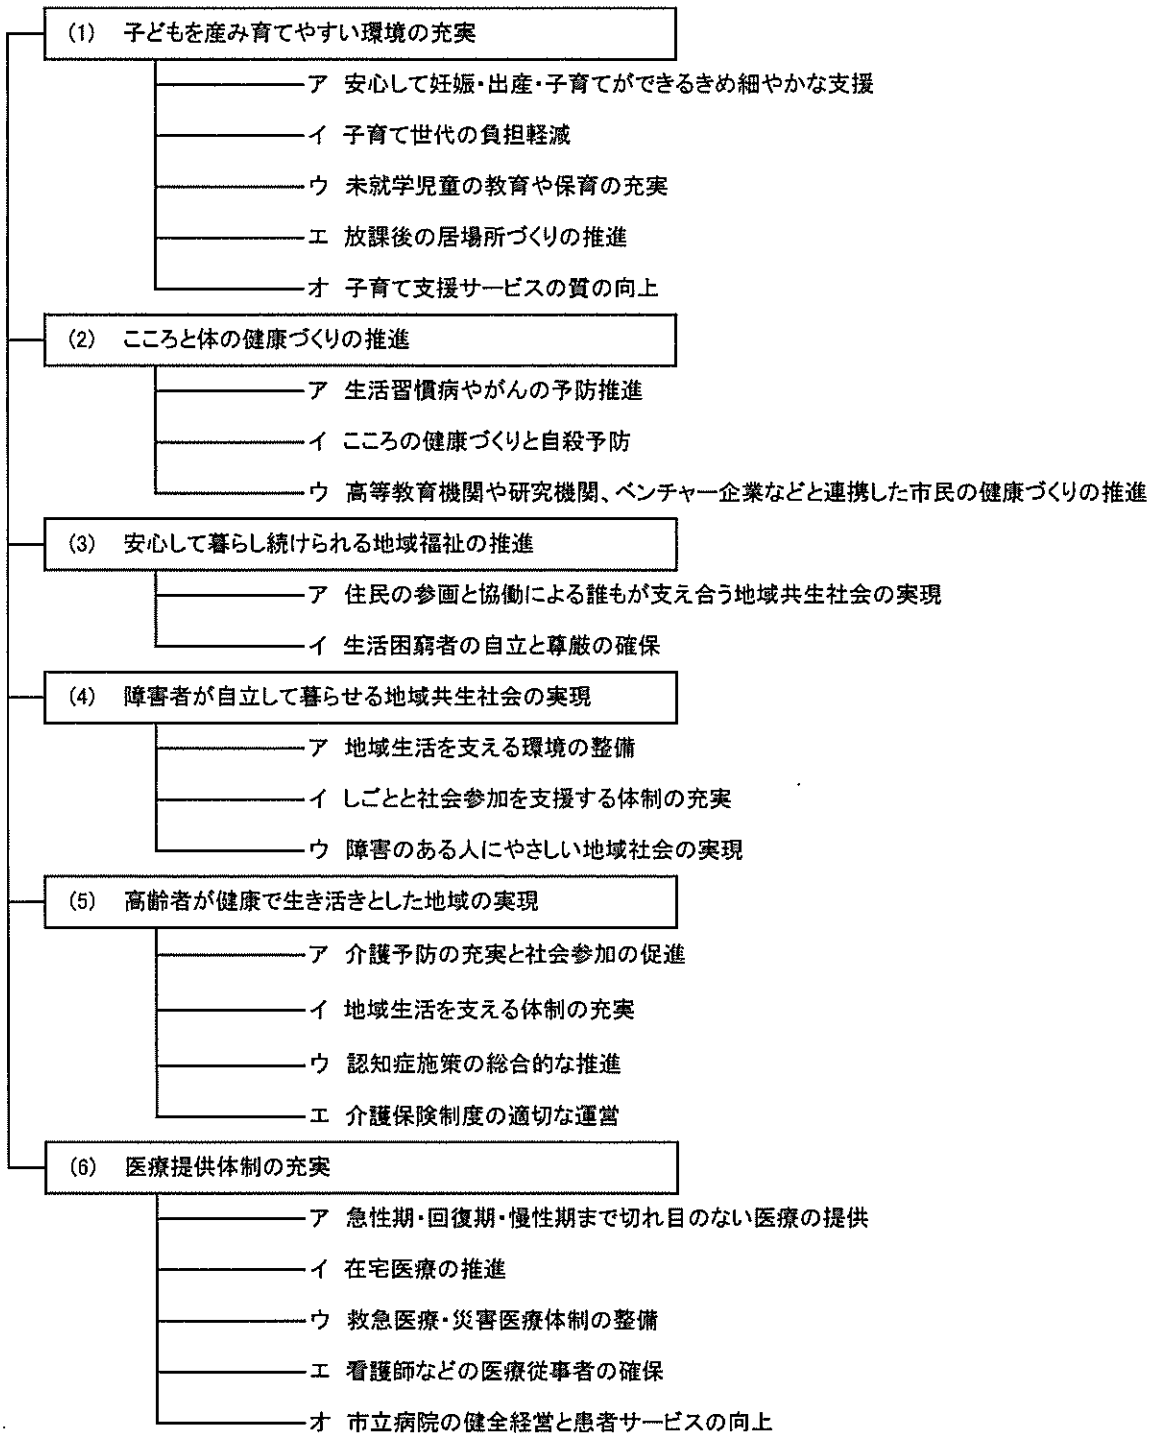 (1) 子どもを産み育てやすい環境の充実
ア 安心して妊娠・出産・子育てができるきめ細やかな支援
イ 子育て世代の負担軽減
ウ 未就学児童の教育や保育の充実
エ 放課後の居場所づくりの推進
オ 子育て支援サービスの質の向上
(2) こころと体の健康づくりの推進
ア 生活習慣病やがんの予防推進
イ こころの健康づくりと自殺予防
ウ 高等教育機関や研究機関、ベンチャー企業などと連携した市民の健康づくりの推進
(3) 安心して暮らし続けられる地域福祉の推進
ア 住民の参画と協働による誰もが支え合う地域共生社会の実現
イ 生活困窮者の自立と尊厳の確保
(4) 障害者が自立して暮らせる地域共生社会の実現
ア 地域生活を支える環境の整備
イ しごとと社会参加を支援する体制の充実
ウ 障害のある人にやさしい地域社会の実現
(5) 高齢者が健康で生き活きとした地域の実現
ア 介護予防の充実と社会参加の促進
イ 地域生活を支える体制の充実
ウ 認知症施策の総合的な推進
エ 介護保険制度の適切な運営
(6) 医療提供体制の充実
ア 急性期・回復期・慢性期まで切れ目のない医療の提供
イ 在宅医療の推進
ウ 救急医療・災害医療体制の整備
エ 看護師などの医療従事者の確保
オ 市立病院の健全経営と患者サービスの向上